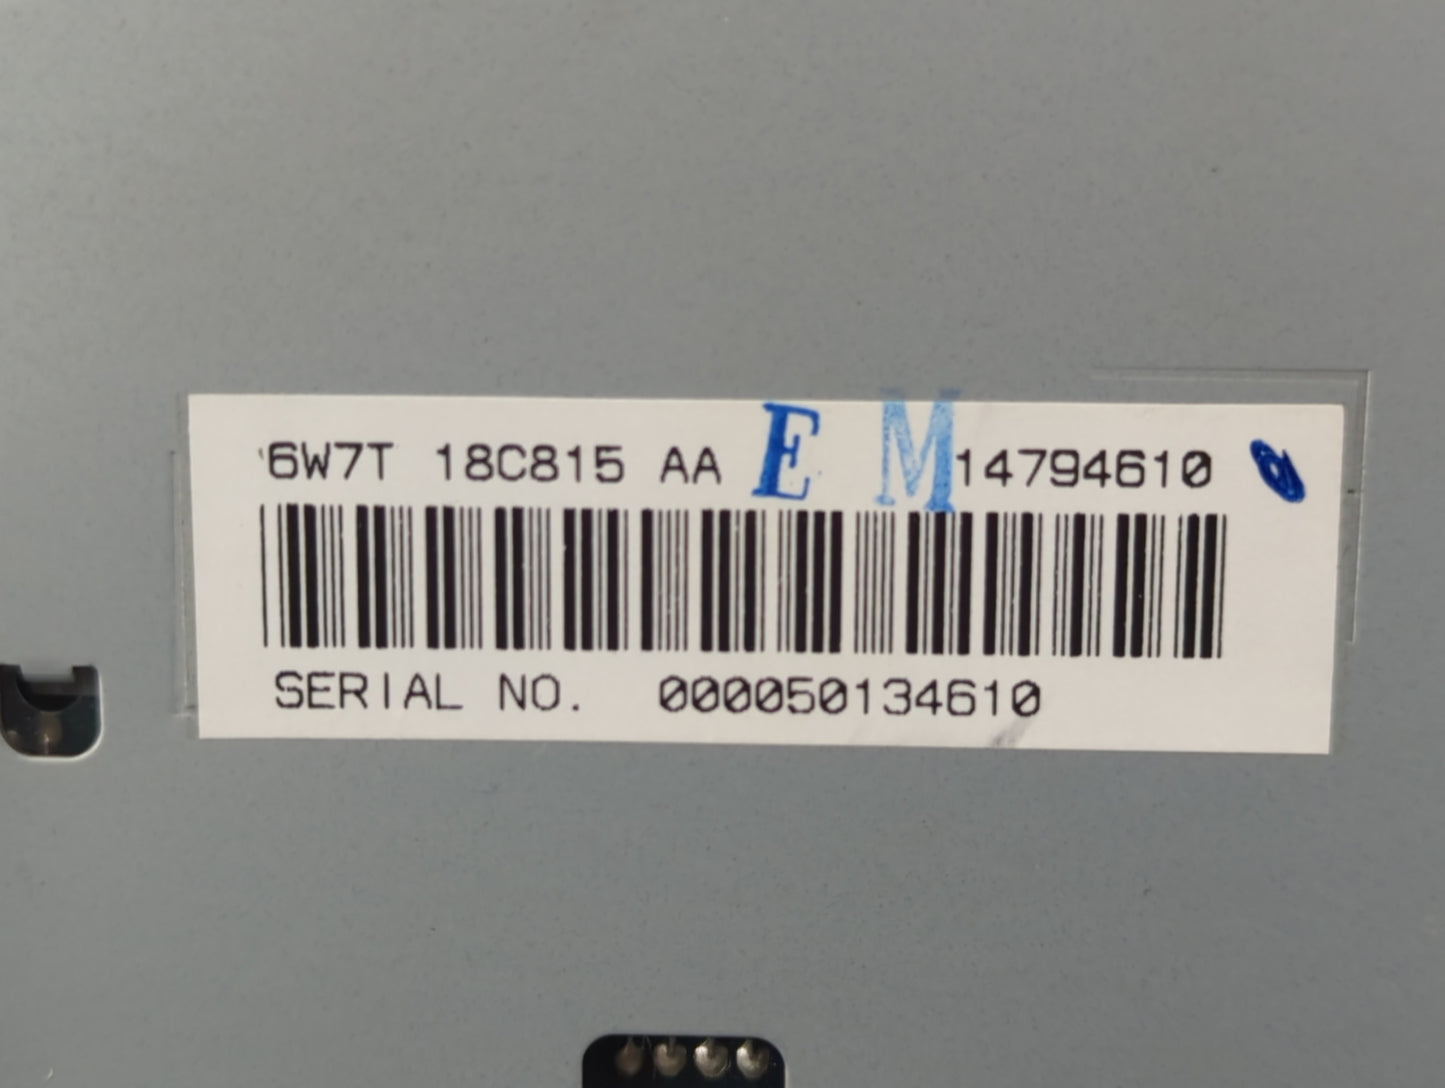 6W7T 18C815 AA E M 14794610
SERIAL NO. 000050134610